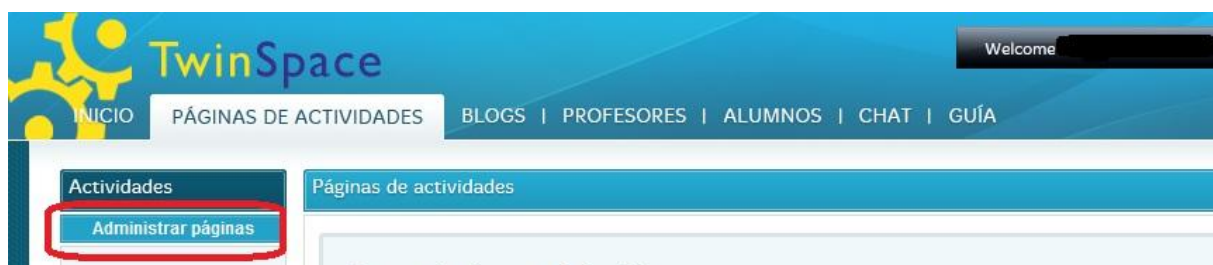 TwinSpace
Welcome
INICIO PÁGINAS DE ACTIVIDADES BLOGS | PROFESORES | ALUMNOS | CHAT | GUÍA
Actividades
Páginas de actividades
Administrar páginas